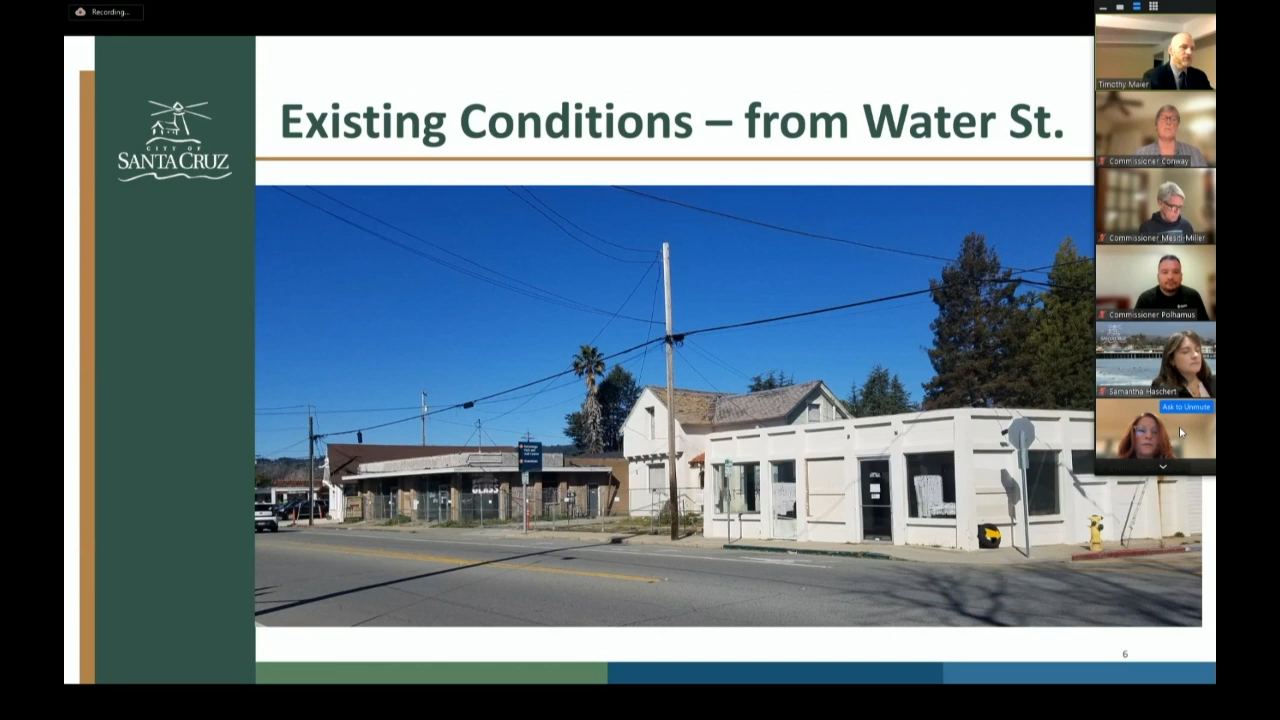 Recording...
CITY OF
SANTA CRUZ
Existing Conditions – from Water St.
GLASS
6
Timothy Maier
Commissioner Conway
Commissioner Mesiti-Miller
Commissioner Polhamus
Samantha Haschert
Ask to Unmute